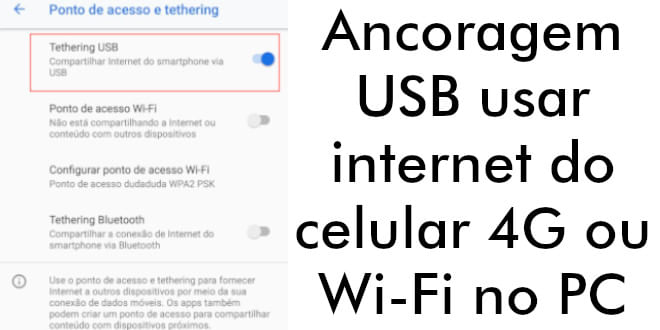 Ponto de acesso e tethering
Tethering USB
Compartilhar Internet do smartphone via
USB
Ponto de acesso Wi-Fi
Não está compartilhando a Internet ou
conteúdo com outros dispositivos
Configurar ponto de acesso Wi-Fi
Ponto de acesso dudaduda WPA2 PSK
Tethering Bluetooth
Compartilhar a conexão de Internet do
smartphone via Bluetooth
Use o ponto de acesso e tethering para fornecer
Internet a outros dispositivos por meio da sua
conexão de dados móveis. Os apps também
podem criar um ponto de acesso para compartilhar
conteúdo com dispositivos próximos.
Ancoragem
USB usar
internet do
celular 4G ou
Wi-Fi no PC